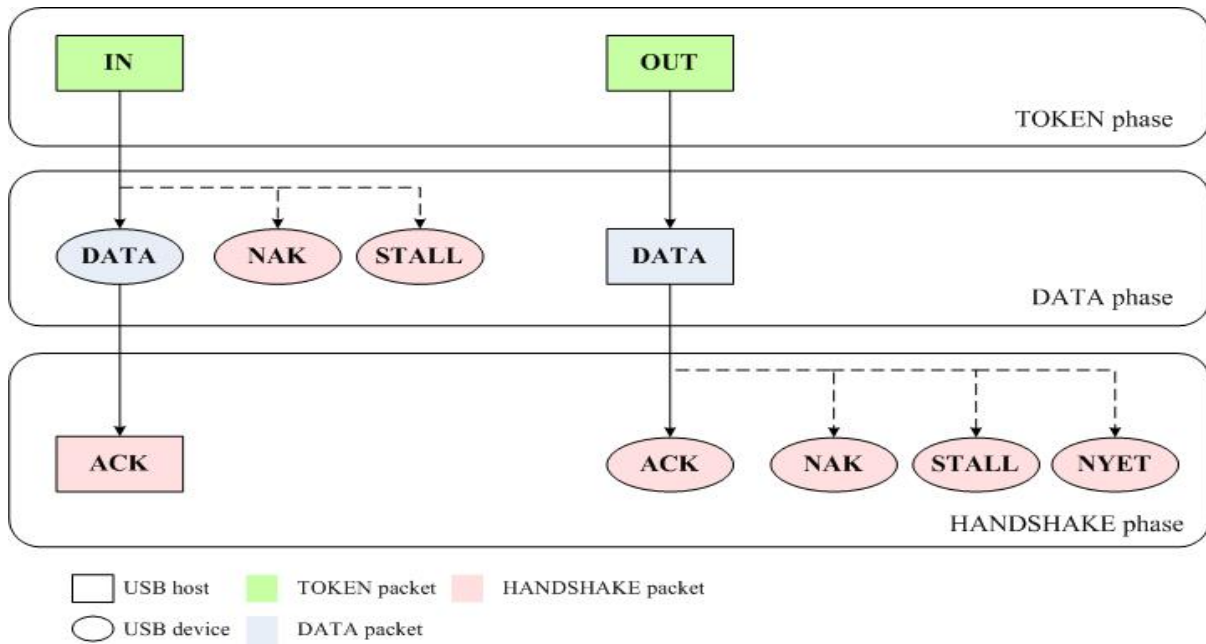 IN OUT
TOKEN phase
DATA NAK STALL DATA
DATA phase
ACK ACK NAK STALL NYET
HANDSHAKE phase
USB host TOKEN packet HANDSHAKE packet
USB device DATA packet